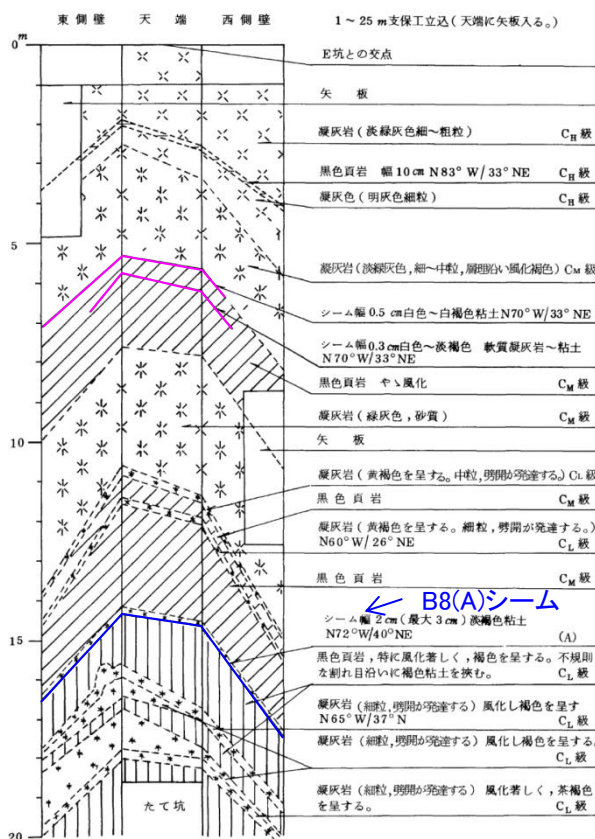 東側壁 天端 西側壁 1～25m支保工立込(天端に矢板入る。)
0 m
E坑との交点
矢 板
凝灰岩(淡緑灰色細～粗粒) CH級
黒色頁岩 幅10cm N83°W/33°NE CH級
凝灰色(明灰色細粒) CH級
5
凝灰岩(淡緑灰色,細～中粒,層理沿い風化褐色) CM級
シーム幅0.5cm白色～白褐色粘土N70°W/33°NE
シーム幅0.3cm白色～淡褐色 軟質凝灰岩～粘土
N70°W/33°NE
黒色頁岩 やゝ風化 CM級
凝灰岩(緑灰色,砂質) CM級
10
矢 板
凝灰岩(黄褐色を呈する。中粒,劈開が発達する。) CL級
黒色頁岩 CM級
凝灰岩(黄褐色を呈する。細粒,劈開が発達する。)
N60°W/26°NE CL級
黒色頁岩 CM級
B8(A)シーム
シーム幅2cm(最大3cm)淡褐色粘土
N72°W/40°NE (A)
15
黒色頁岩,特に風化著しく,褐色を呈する。不規則
な割れ目沿いに褐色粘土を挟む。 CL級
凝灰岩(細粒,劈開が発達する)風化し褐色を呈す
N65°W/37°N CL級
凝灰岩(細粒,劈開が発達する)風化し褐色を呈する。
CL級
凝灰岩(細粒,劈開が発達する)風化著しく,茶褐色
を呈する。 CL級
たて坑
20